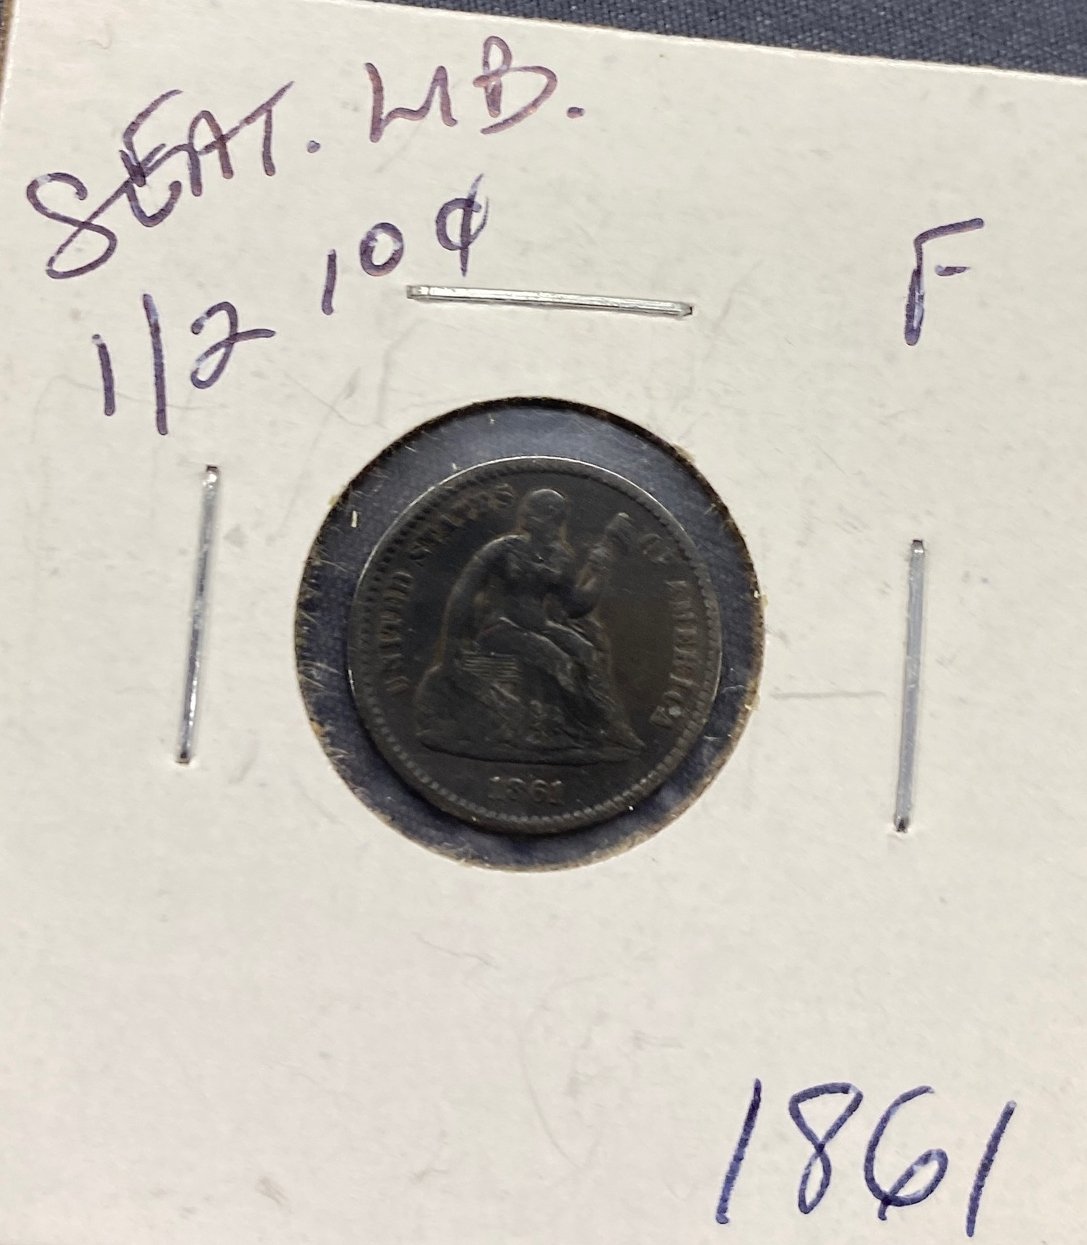 SEAT. LIB.
1/2 10¢
F
UNITED STATES OF AMERICA
1861
1861